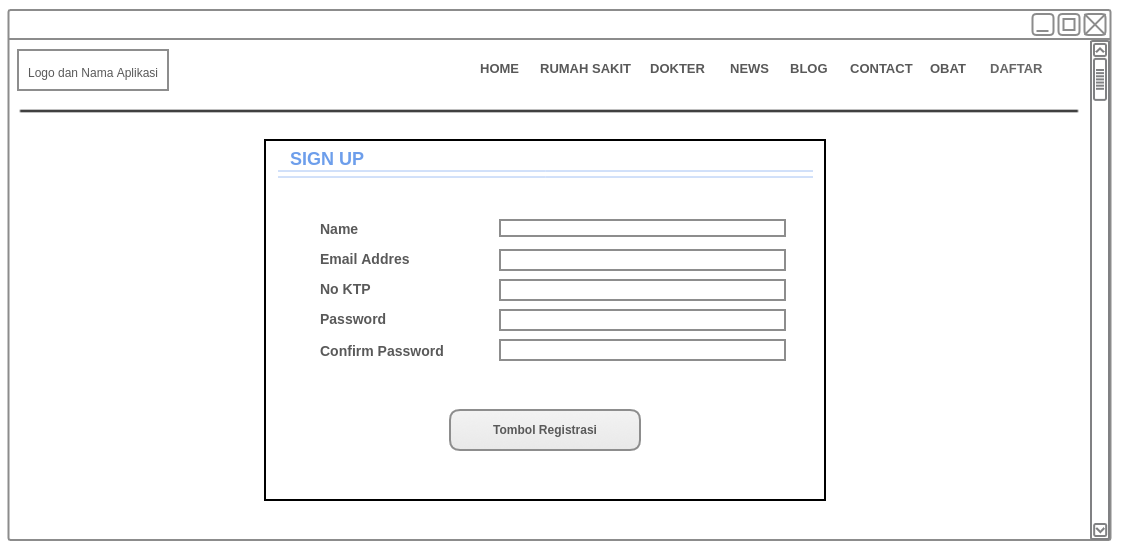 Logo dan Nama Aplikasi
HOME RUMAH SAKIT DOKTER NEWS BLOG CONTACT OBAT DAFTAR
SIGN UP
Name
Email Addres
No KTP
Password
Confirm Password
Tombol Registrasi